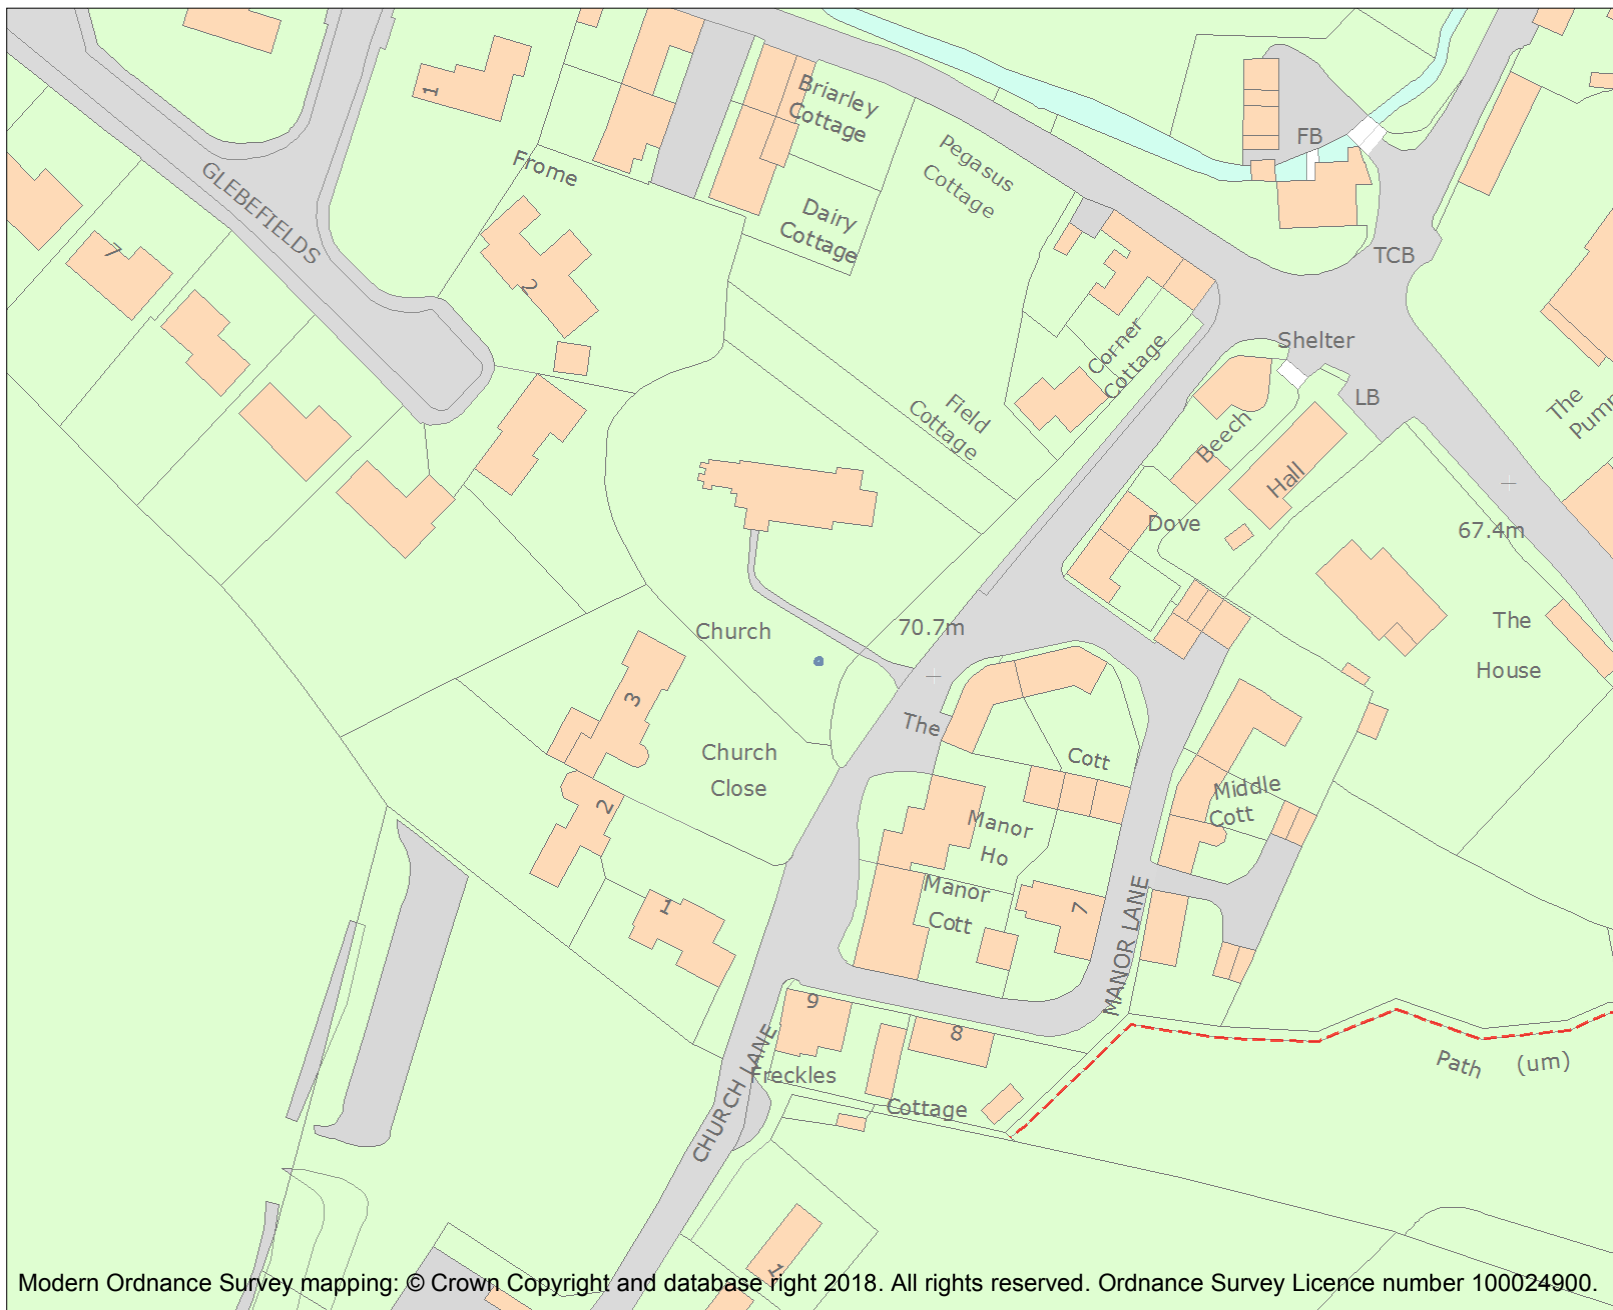 1
Briarley
Cottage
FB
Frome
Pegasus
Cottage
GLEBEFIELDS
7
Dairy
Cottage
TCB
2
Shelter
Corner
Cottage
LB
The
Field
Cottage
Beech
Hall
Dove
67.4m
Church
70.7m
The
House
3
The
Church
Close
Cott
Middle
Cott
2
Manor
Ho
Manor
Cott
1
7
MANOR LANE
9
8
CHURCH LANE
Freckles
Cottage
Path (um)
1
Modern Ordnance Survey mapping: © Crown Copyright and database right 2018. All rights reserved. Ordnance Survey Licence number 100024900.